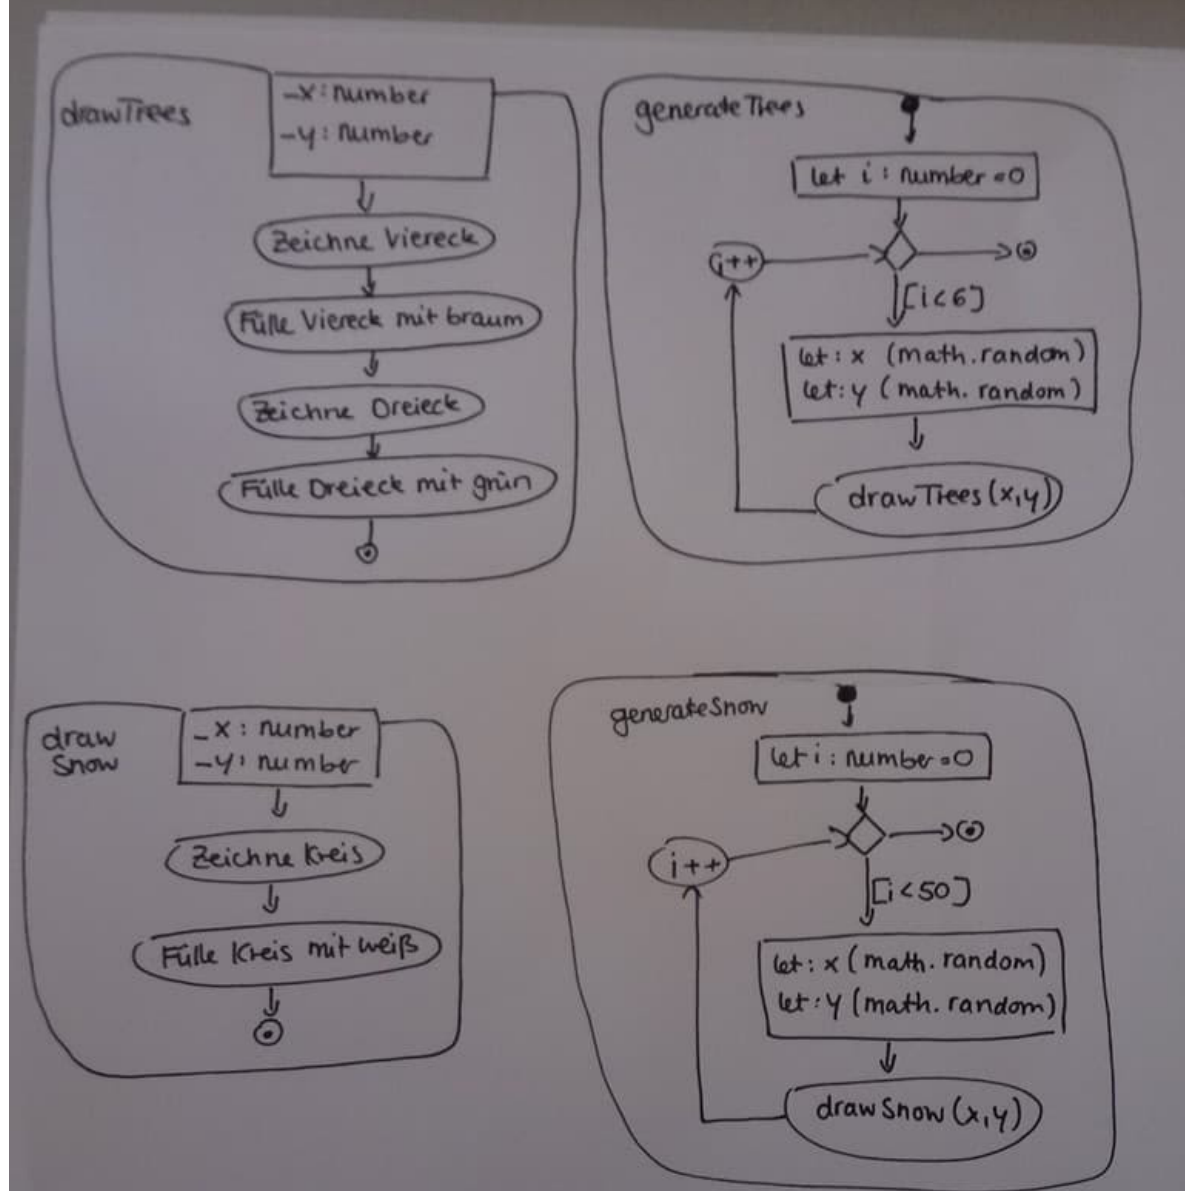 drawTrees
_x: number
_y: number
Zeichne Viereck
Fülle Viereck mit braum
Zeichne Dreieck
Fülle Dreieck mit grün
generateTrees
let i : number = 0
i++
[i<6]
let: x (math.random)
let: y (math.random)
drawTrees(x,y)
draw
Snow
_x: number
_y: number
Zeichne Kreis
Fülle Kreis mit weiß
generateSnow
let i : number = 0
i++
[i<50]
let: x (math.random)
let: y (math.random)
drawSnow(x,y)